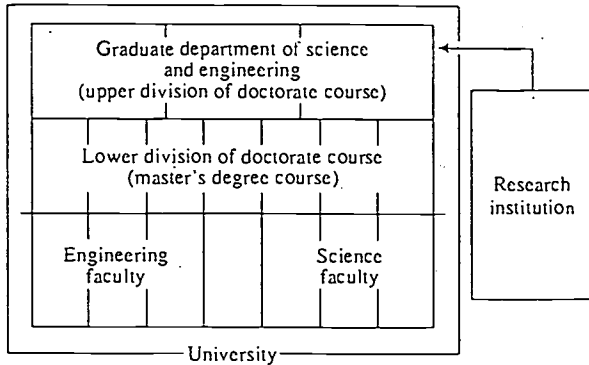 Graduate department of science
and engineering
(upper division of doctorate course)
Lower division of doctorate course
(master's degree course)
Engineering
faculty
Science
faculty
University
Research
institution